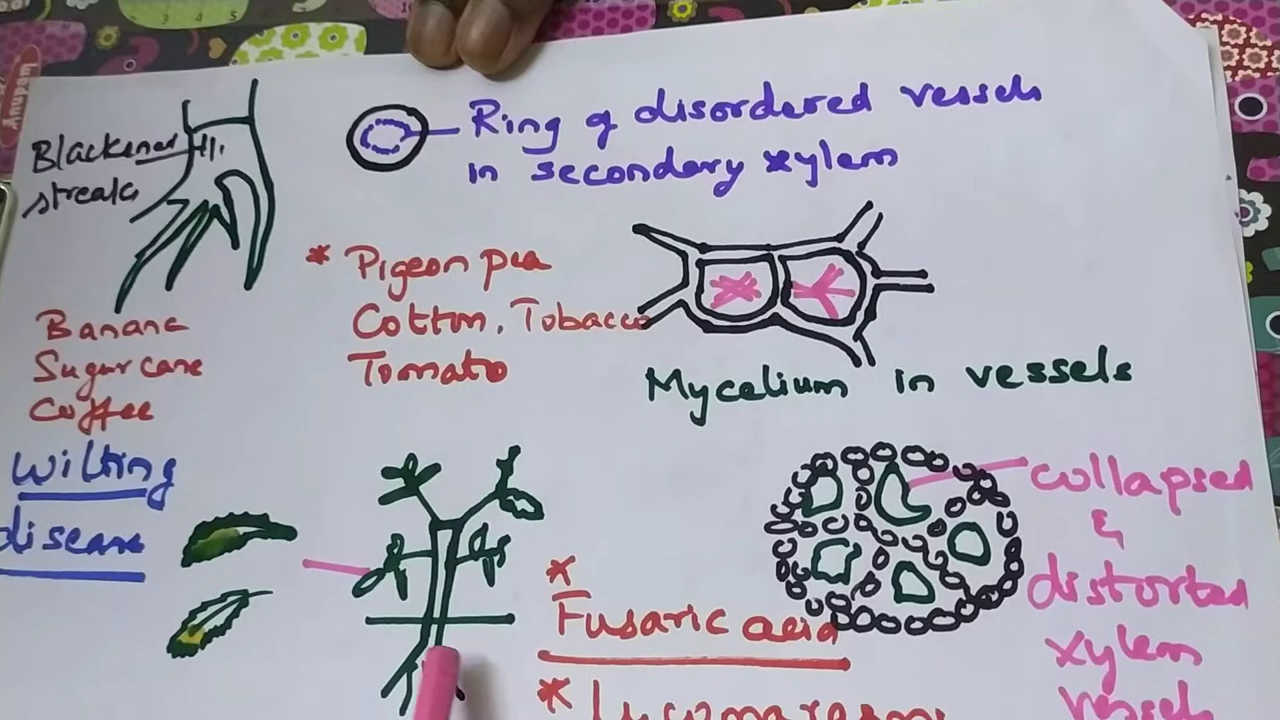 Blackened
streaks
Ring of disordered vessels
in secondary xylem
* Pigeon pea
Cotton, Tobacco
Tomato
Banana
Sugarcane
Coffee
Mycelium in vessels
Wilting
disease
collapsed
&
distorted
xylem
vessels
*
Fusaric acid
*